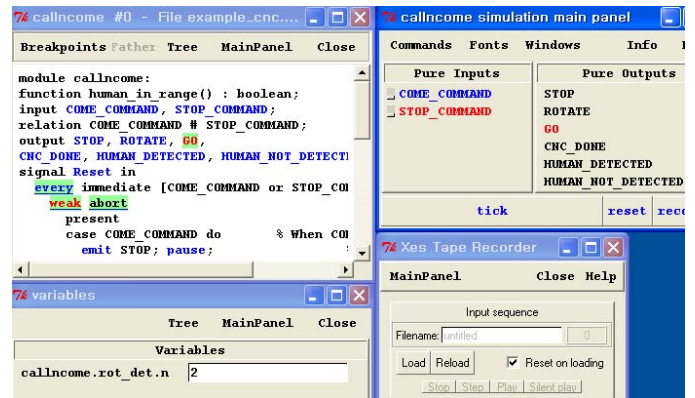 callncome #0 - File example_cnc....
Breakpoints Father Tree MainPanel Close
module callncome:
function human_in_range() : boolean;
input COME_COMMAND, STOP_COMMAND;
relation COME_COMMAND # STOP_COMMAND;
output STOP, ROTATE, GO,
CNC_DONE, HUMAN_DETECTED, HUMAN_NOT_DETECT
signal Reset in
every immediate [COME_COMMAND or STOP_CO
weak abort
present
case COME_COMMAND do % When CO
emit STOP; pause;
variables
Tree MainPanel Close
Variables
callncome.rot_det.n 2
callncome simulation main panel
Commands Fonts Windows Info
Pure Inputs
COME_COMMAND
STOP_COMMAND
Pure Outputs
STOP
ROTATE
GO
CNC_DONE
HUMAN_DETECTED
HUMAN_NOT_DETECTED
tick reset reco
Xes Tape Recorder
MainPanel Close Help
Input sequence
Filename: untitled 0
Load Reload Reset on loading
Stop Step Play Silent play